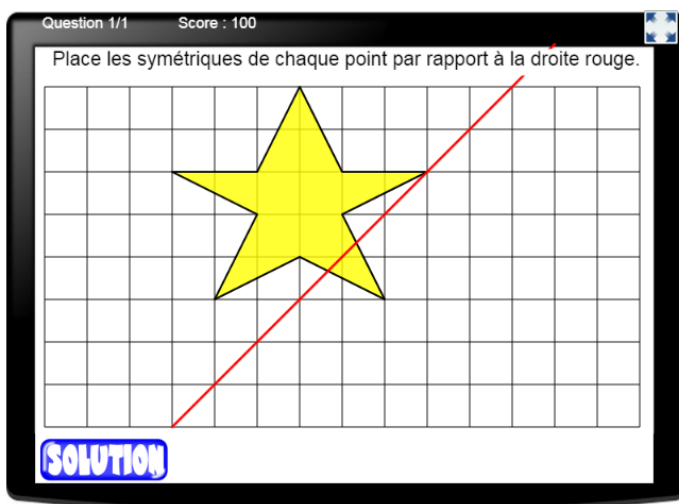 Question 1/1 Score : 100
Place les symétriques de chaque point par rapport à la droite rouge.
SOLUTION